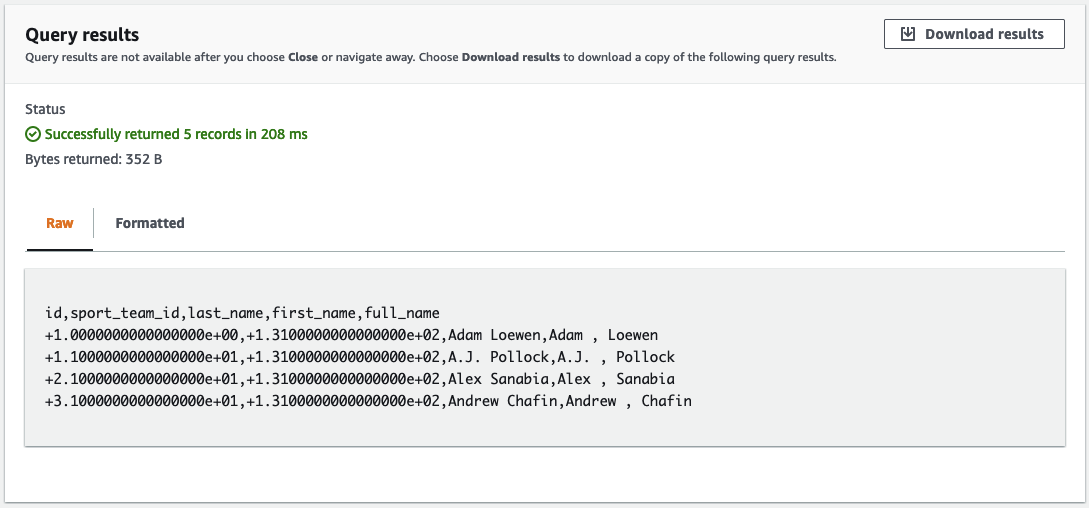 Query results
Download results
Query results are not available after you choose Close or navigate away. Choose Download results to download a copy of the following query results.
Status
Successfully returned 5 records in 208 ms
Bytes returned: 352 B
Raw
Formatted
id,sport_team_id,last_name,first_name,full_name
+1.0000000000000000e+00,+1.3100000000000000e+02,Adam Loewen,Adam , Loewen
+1.1000000000000000e+01,+1.3100000000000000e+02,A.J. Pollock,A.J. , Pollock
+2.1000000000000000e+01,+1.3100000000000000e+02,Alex Sanabia,Alex , Sanabia
+3.1000000000000000e+01,+1.3100000000000000e+02,Andrew Chafin,Andrew , Chafin